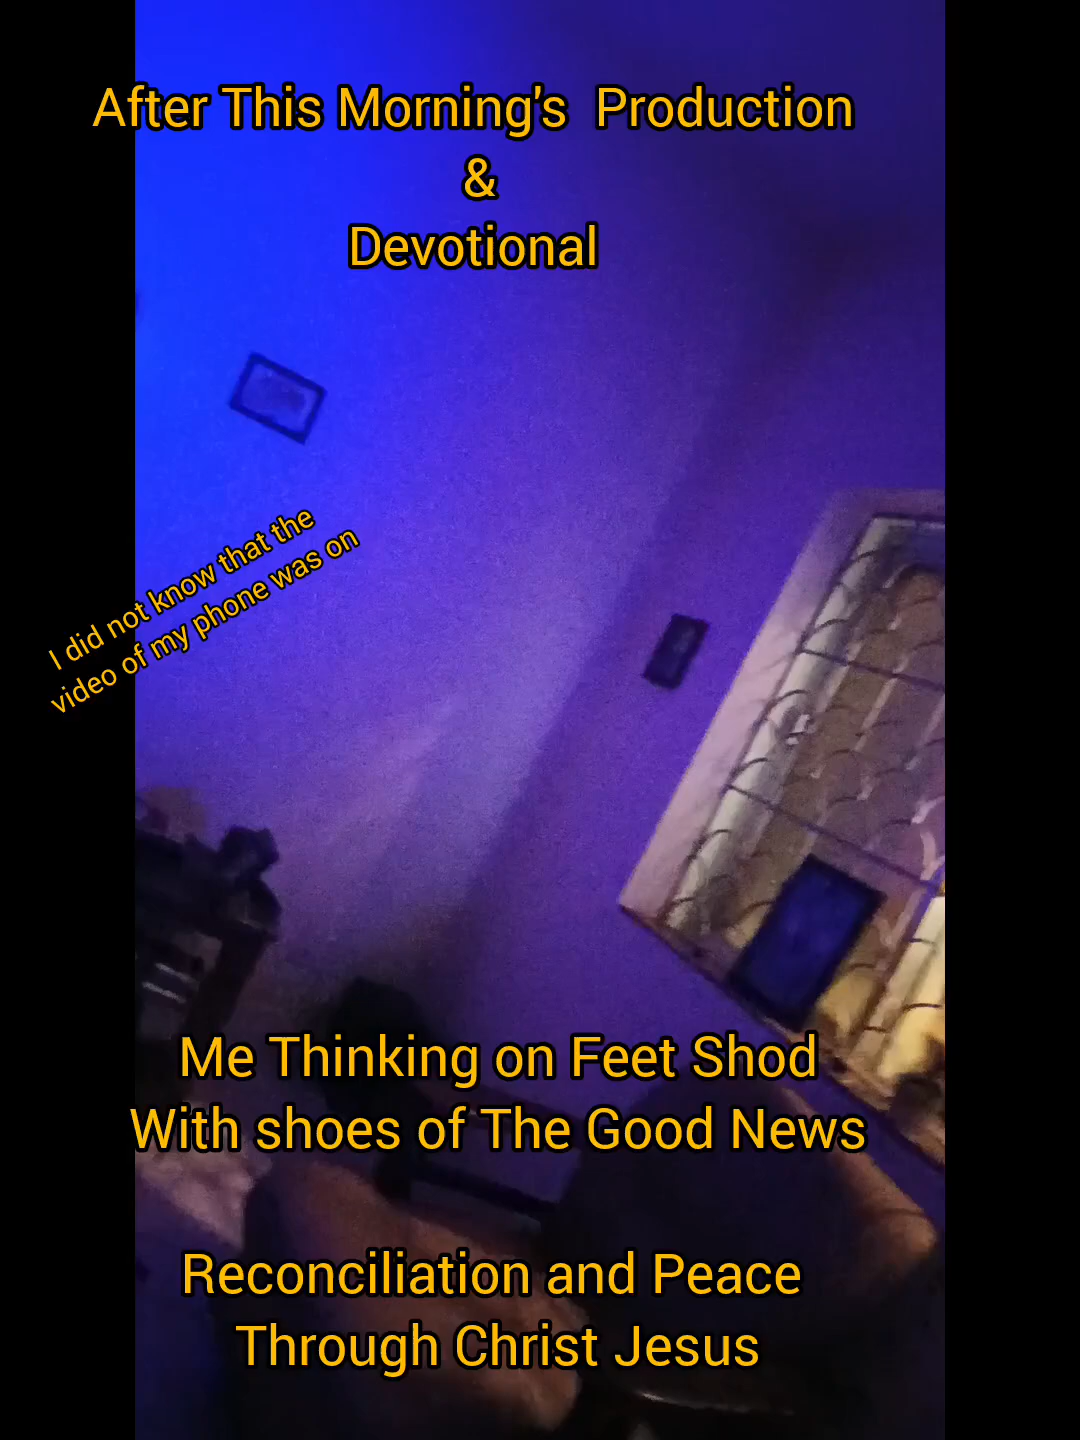 After This Morning's Production
&
Devotional
I did not know that the
video of my phone was on
Me Thinking on Feet Shod
With shoes of The Good News
Reconciliation and Peace
Through Christ Jesus